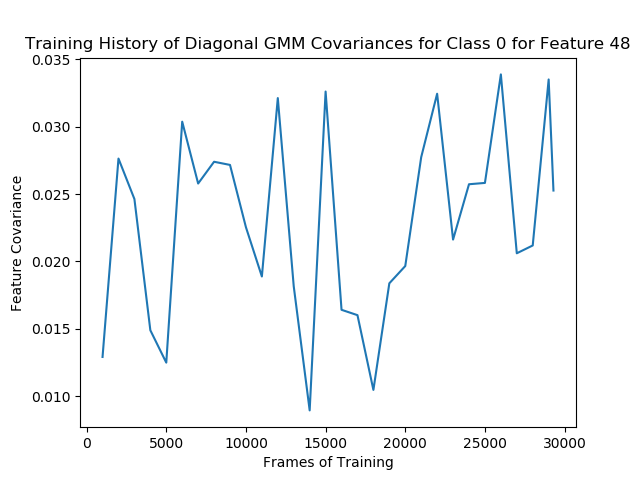 Training History of Diagonal GMM Covariances for Class 0 for Feature 48
0.035
0.030
0.025
0.020
0.015
0.010
Feature Covariance
0 5000 10000 15000 20000 25000 30000
Frames of Training